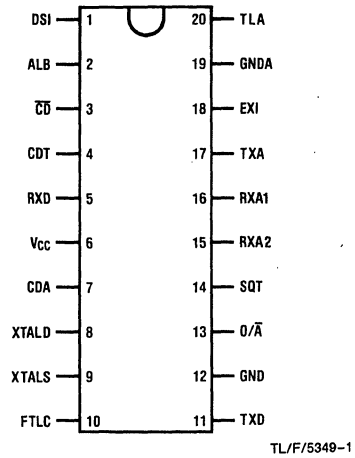 DSI 1 20 TLA
ALB 2 19 GNDA
C̅D̅ 3 18 EXI
CDT 4 17 TXA
RXD 5 16 RXA1
VCC 6 15 RXA2
CDA 7 14 SQT
XTALD 8 13 O/A̅
XTALS 9 12 GND
FTLC 10 11 TXD
TL/F/5349-1